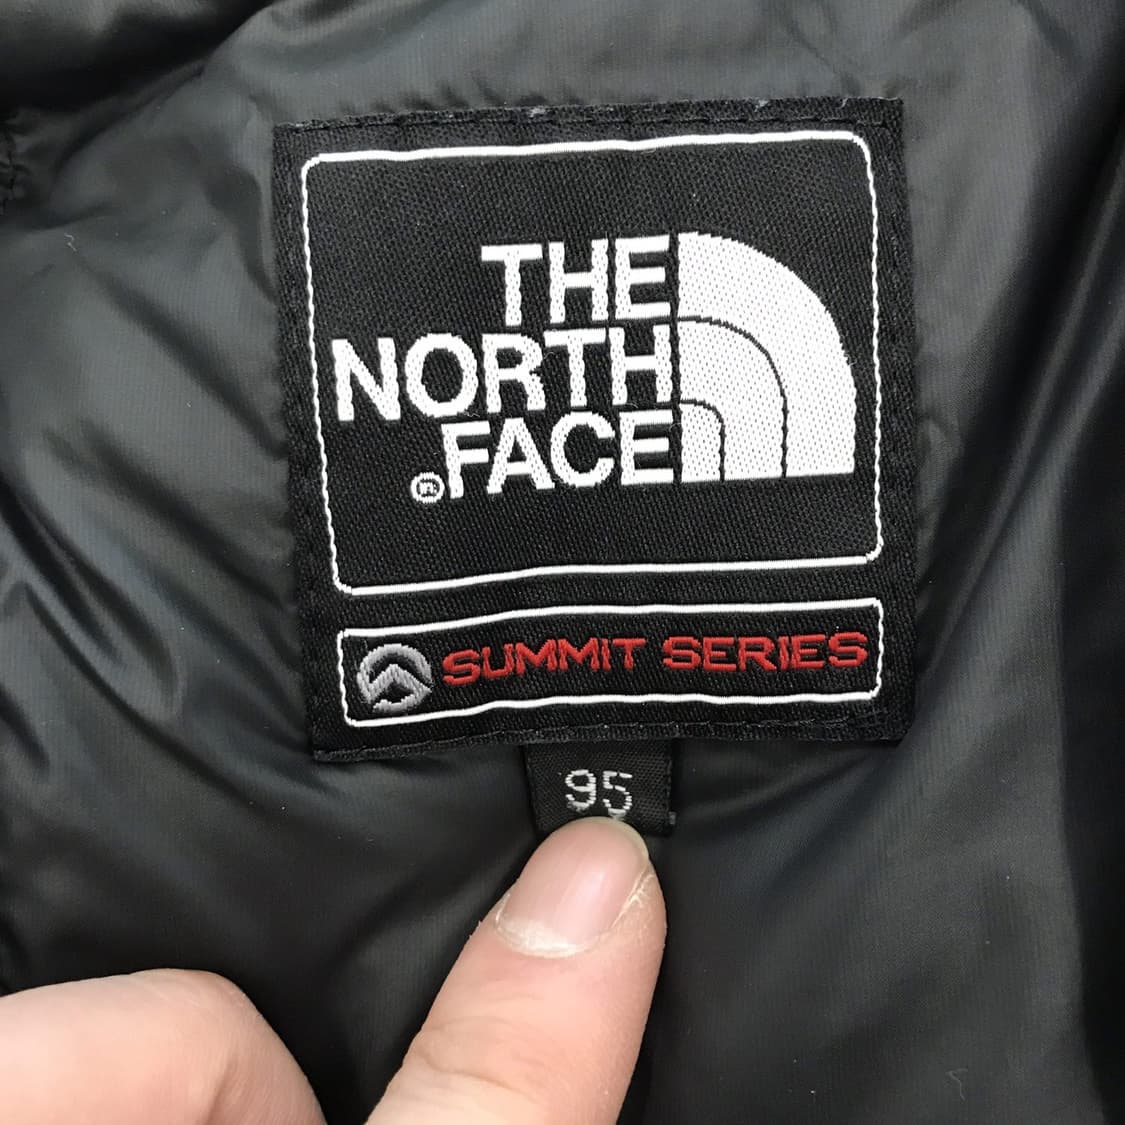 THE
NORTH
FACE
®
SUMMIT SERIES
95